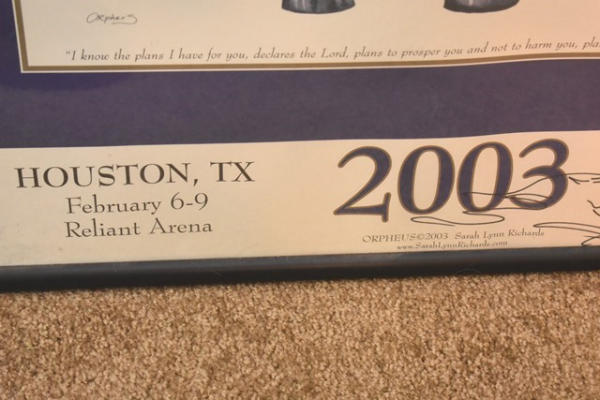 Orpheus
"I know the plans I have for you, declares the Lord, plans to prosper you and not to harm you, pla
HOUSTON, TX
February 6-9
Reliant Arena
2003
ORPHEUS©2003 Sarah Lynn Richards
www.SarahLynnRichards.com